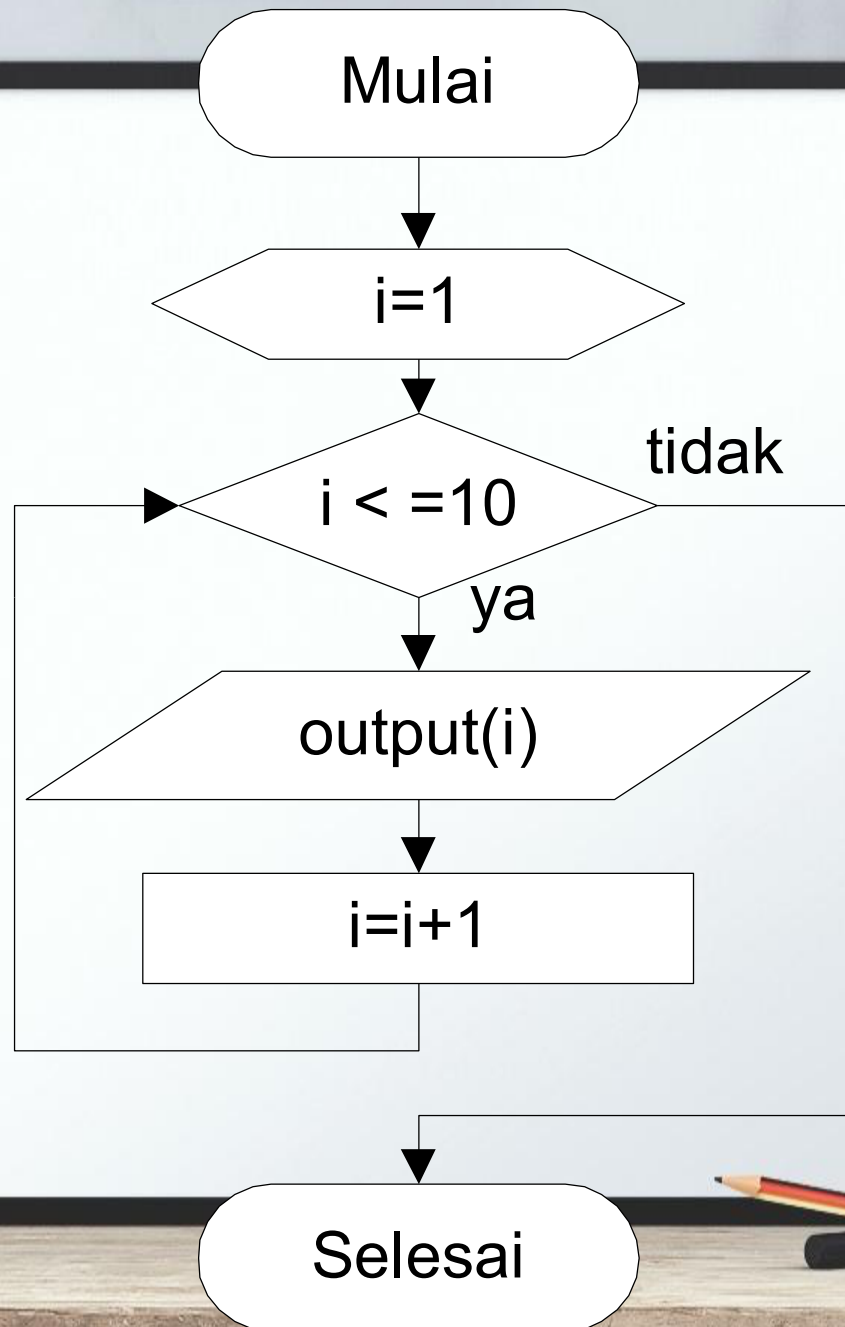 Mulai
i=1
i < =10
tidak
ya
output(i)
i=i+1
Selesai